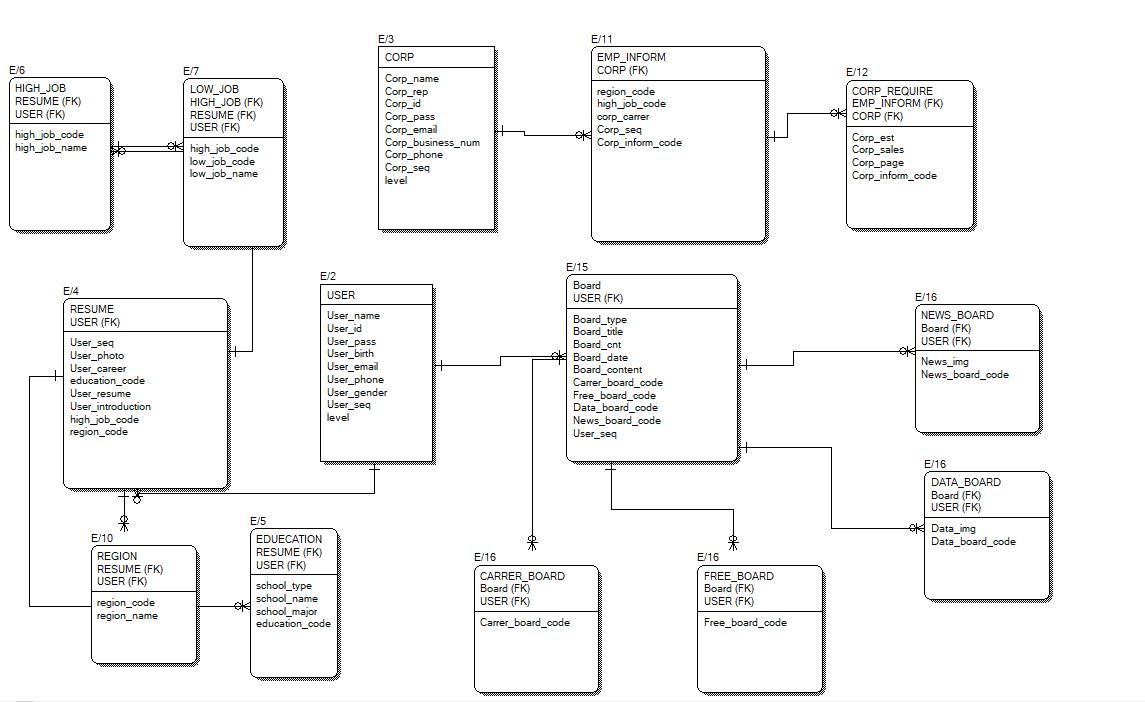 E/6
HIGH_JOB
RESUME (FK)
USER (FK)
high_job_code
high_job_name
E/7
LOW_JOB
HIGH_JOB (FK)
RESUME (FK)
USER (FK)
high_job_code
low_job_code
low_job_name
E/3
CORP
Corp_name
Corp_rep
Corp_id
Corp_pass
Corp_email
Corp_business_num
Corp_phone
Corp_seq
level
E/11
EMP_INFORM
CORP (FK)
region_code
high_job_code
corp_carrer
Corp_seq
Corp_inform_code
E/12
CORP_REQUIRE
EMP_INFORM (FK)
CORP (FK)
Corp_est
Corp_sales
Corp_page
Corp_inform_code
E/4
RESUME
USER (FK)
User_seq
User_photo
User_career
education_code
User_resume
User_introduction
high_job_code
region_code
E/2
USER
User_name
User_id
User_pass
User_birth
User_email
User_phone
User_gender
User_seq
level
E/15
Board
USER (FK)
Board_type
Board_title
Board_cnt
Board_date
Board_content
Carrer_board_code
Free_board_code
Data_board_code
News_board_code
User_seq
E/16
NEWS_BOARD
Board (FK)
USER (FK)
News_img
News_board_code
E/16
DATA_BOARD
Board (FK)
USER (FK)
Data_img
Data_board_code
E/10
REGION
RESUME (FK)
USER (FK)
region_code
region_name
E/5
EDUECATION
RESUME (FK)
USER (FK)
school_type
school_name
school_major
education_code
E/16
CARRER_BOARD
Board (FK)
USER (FK)
Carrer_board_code
E/16
FREE_BOARD
Board (FK)
USER (FK)
Free_board_code